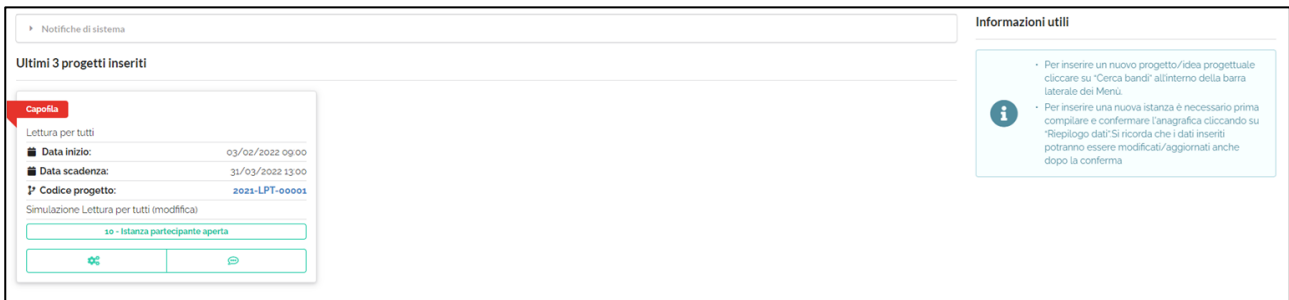 Notifiche di sistema
Ultimi 3 progetti inseriti
Capofila
Lettura per tutti
Data inizio: 03/02/2022 09:00
Data scadenza: 31/03/2022 13:00
Codice progetto: 2021-LPT-00001
Simulazione Lettura per tutti (modfifica)
10 - Istanza partecipante aperta
Informazioni utili
• Per inserire un nuovo progetto/idea progettuale
cliccare su "Cerca bandi" all'interno della barra
laterale dei Menù.
• Per inserire una nuova istanza è necessario prima
compilare e confermare l'anagrafica cliccando su
"Riepilogo dati".Si ricorda che i dati inseriti
potranno essere modificati/aggiornati anche
dopo la conferma